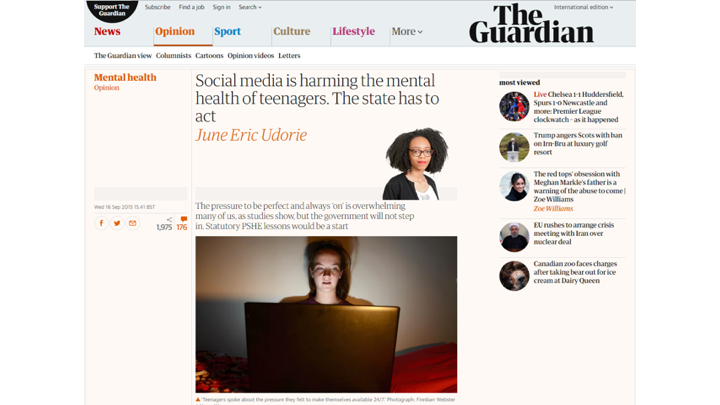 Support The
Guardian
Subscribe Find a job Sign in Search
International edition
The
Guardian
News Opinion Sport Culture Lifestyle More
The Guardian view Columnists Cartoons Opinion videos Letters
Mental health
Opinion
Social media is harming the mental
health of teenagers. The state has to
act
June Eric Udorie
Wed 16 Sep 2015 15.41 BST
1,975 176
The pressure to be perfect and always ‘on’ is overwhelming
many of us, as studies show, but the government will not step
in. Statutory PSHE lessons would be a start
‘Teenagers spoke about the pressure they felt to make themselves available 24/7.’ Photograph: Finnbarr Webster
most viewed
Live Chelsea 1-1 Huddersfield,
Spurs 1-0 Newcastle and
more: Premier League
clockwatch – as it happened
Trump angers Scots with ban
on Irn-Bru at luxury golf
resort
The red tops' obsession with
Meghan Markle's father is a
warning of the abuse to come |
Zoe Williams
Zoe Williams
EU rushes to arrange crisis
meeting with Iran over
nuclear deal
Canadian zoo faces charges
after taking bear out for ice
cream at Dairy Queen